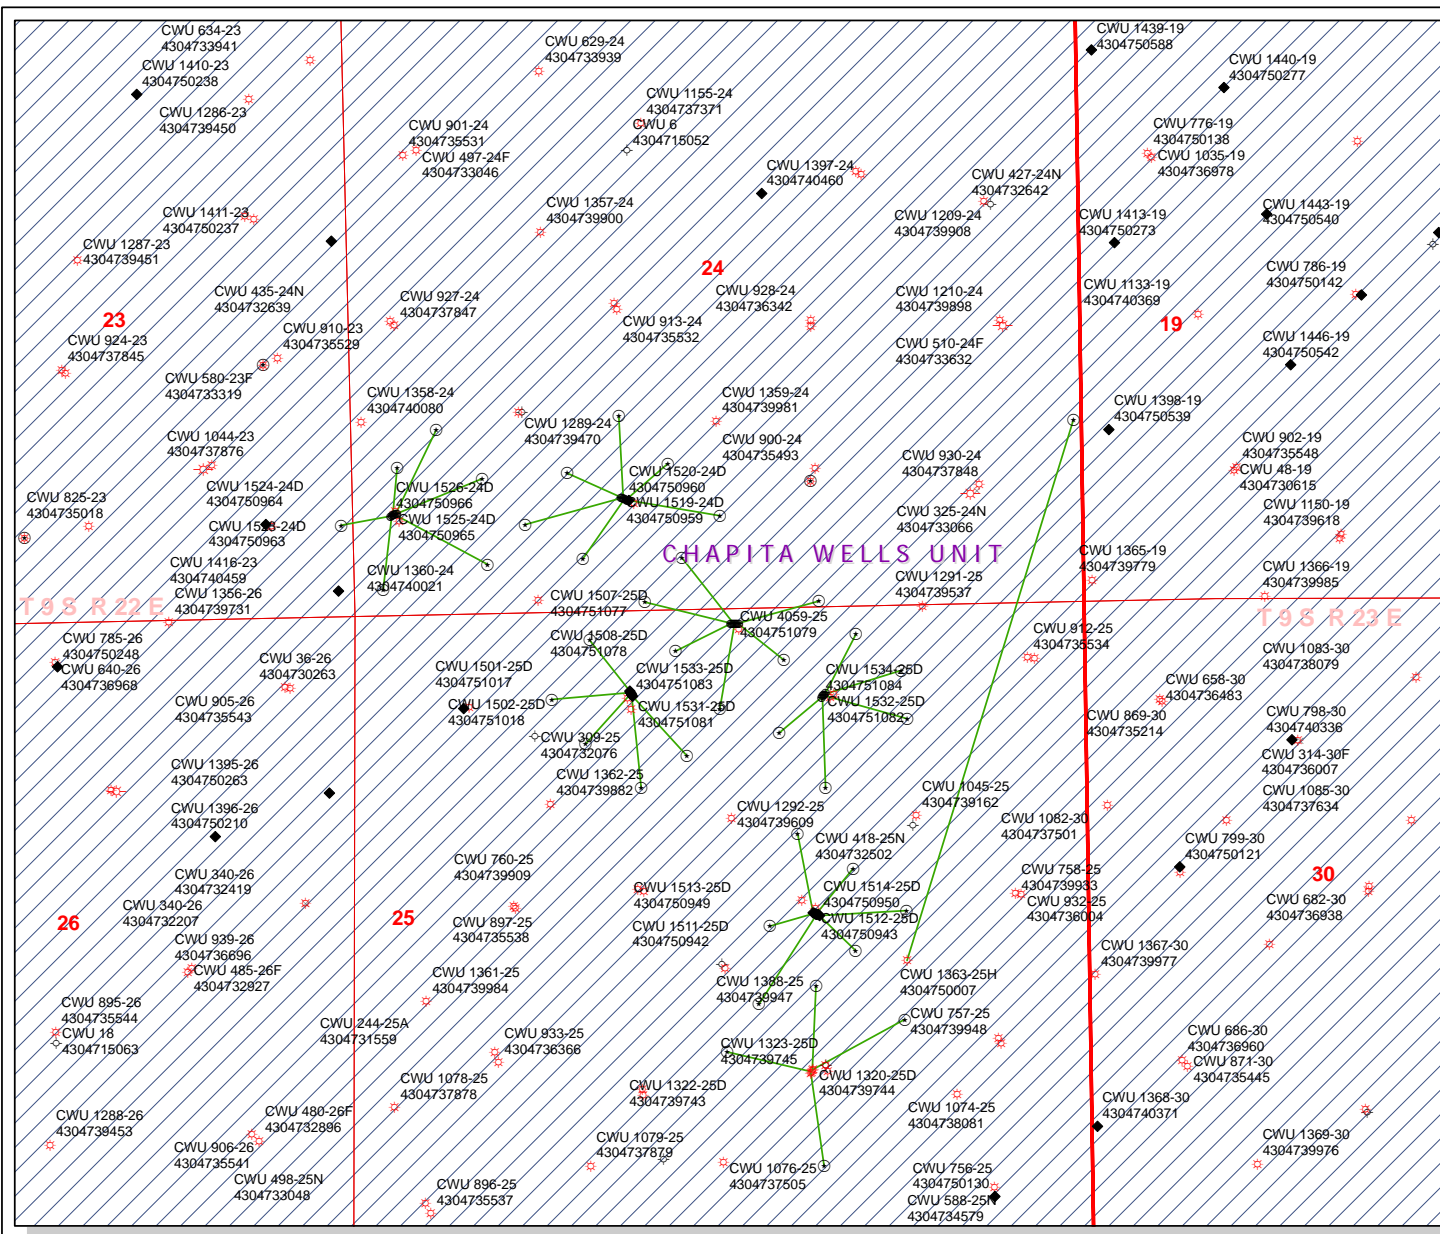 CWU 634-23
4304733941
CWU 1410-23
4304750238
CWU 1286-23
4304739450
CWU 629-24
4304733939
CWU 1155-24
4304737371
CWU 6
4304715052
CWU 901-24
4304735531
CWU 497-24F
4304733046
CWU 1397-24
4304740460
CWU 1439-19
4304750588
CWU 1440-19
4304750277
CWU 776-19
4304750138
CWU 1035-19
4304736978
CWU 427-24N
4304732642
CWU 1357-24
4304739900
CWU 1411-23
4304750237
CWU 1287-23
4304739451
CWU 1209-24
4304739908
CWU 1413-19
4304750273
CWU 1443-19
4304750540
24
CWU 786-19
4304750142
CWU 435-24N
4304732639
CWU 927-24
4304737847
CWU 928-24
4304736342
CWU 1210-24
4304739898
CWU 1133-19
4304740369
23
19
CWU 910-23
4304735529
CWU 913-24
4304735532
CWU 510-24F
4304733632
CWU 924-23
4304737845
CWU 1446-19
4304750542
CWU 580-23F
4304733319
CWU 1358-24
4304740080
CWU 1359-24
4304739981
CWU 1398-19
4304750539
CWU 1289-24
4304739470
CWU 1044-23
4304737876
CWU 900-24
4304735493
CWU 930-24
4304737848
CWU 902-19
4304735548
CWU 48-19
4304730615
CWU 825-23
4304735018
CWU 1524-24D
4304750964
CWU 1526-24D
4304750966
CWU 1520-24D
4304750960
CWU 1519-24D
4304750959
CWU 1523-24D
4304750963
CWU 1525-24D
4304750965
CWU 325-24N
4304733066
CWU 1150-19
4304739618
CHAPITA WELLS UNIT
CWU 1416-23
4304740459
CWU 1360-24
4304740021
CWU 1365-19
4304739779
CWU 1366-19
4304739985
CWU 1356-26
4304739731
CWU 1507-25D
4304751077
CWU 1291-25
4304739537
T 9 S R 22 E
T 9 S R 23 E
CWU 4059-25
4304751079
CWU 785-26
4304750248
CWU 640-26
4304736968
CWU 36-26
4304730263
CWU 1508-25D
4304751078
CWU 912-25
4304735534
CWU 1083-30
4304738079
CWU 1501-25D
4304751017
CWU 1533-25D
4304751083
CWU 1534-25D
4304751084
CWU 658-30
4304736483
CWU 905-26
4304735543
CWU 1502-25D
4304751018
CWU 1531-25D
4304751081
CWU 1532-25D
4304751082
CWU 869-30
4304735214
CWU 798-30
4304740336
CWU 309-25
4304732076
CWU 314-30F
4304736007
CWU 1395-26
4304750263
CWU 1362-25
4304739882
CWU 1045-25
4304739162
CWU 1085-30
4304737634
CWU 1396-26
4304750210
CWU 1292-25
4304739609
CWU 1082-30
4304737501
CWU 418-25N
4304732502
CWU 799-30
4304750121
CWU 760-25
4304739909
CWU 340-26
4304732419
CWU 758-25
4304739933
30
CWU 1513-25D
4304750949
CWU 1514-25D
4304750950
CWU 932-25
4304736004
CWU 682-30
4304736938
CWU 340-26
4304732207
26
25
CWU 897-25
4304735538
CWU 1511-25D
4304750942
CWU 1512-25D
4304750943
CWU 939-26
4304736696
CWU 485-26F
4304732927
CWU 1361-25
4304739984
CWU 1388-25
4304739947
CWU 1363-25H
4304750007
CWU 1367-30
4304739977
CWU 895-26
4304735544
CWU 18
4304715063
CWU 244-25A
4304731559
CWU 933-25
4304736366
CWU 757-25
4304739948
CWU 1323-25D
4304739745
CWU 686-30
4304736960
CWU 871-30
4304735445
CWU 1320-25D
4304739744
CWU 1078-25
4304737878
CWU 1322-25D
4304739743
CWU 1074-25
4304738081
CWU 1368-30
4304740371
CWU 1288-26
4304739453
CWU 480-26F
4304732896
CWU 906-26
4304735541
CWU 1079-25
4304737879
CWU 1369-30
4304739976
CWU 498-25N
4304733048
CWU 896-25
4304735537
CWU 1076-25
4304737505
CWU 756-25
4304750130
CWU 588-25N
4304734579